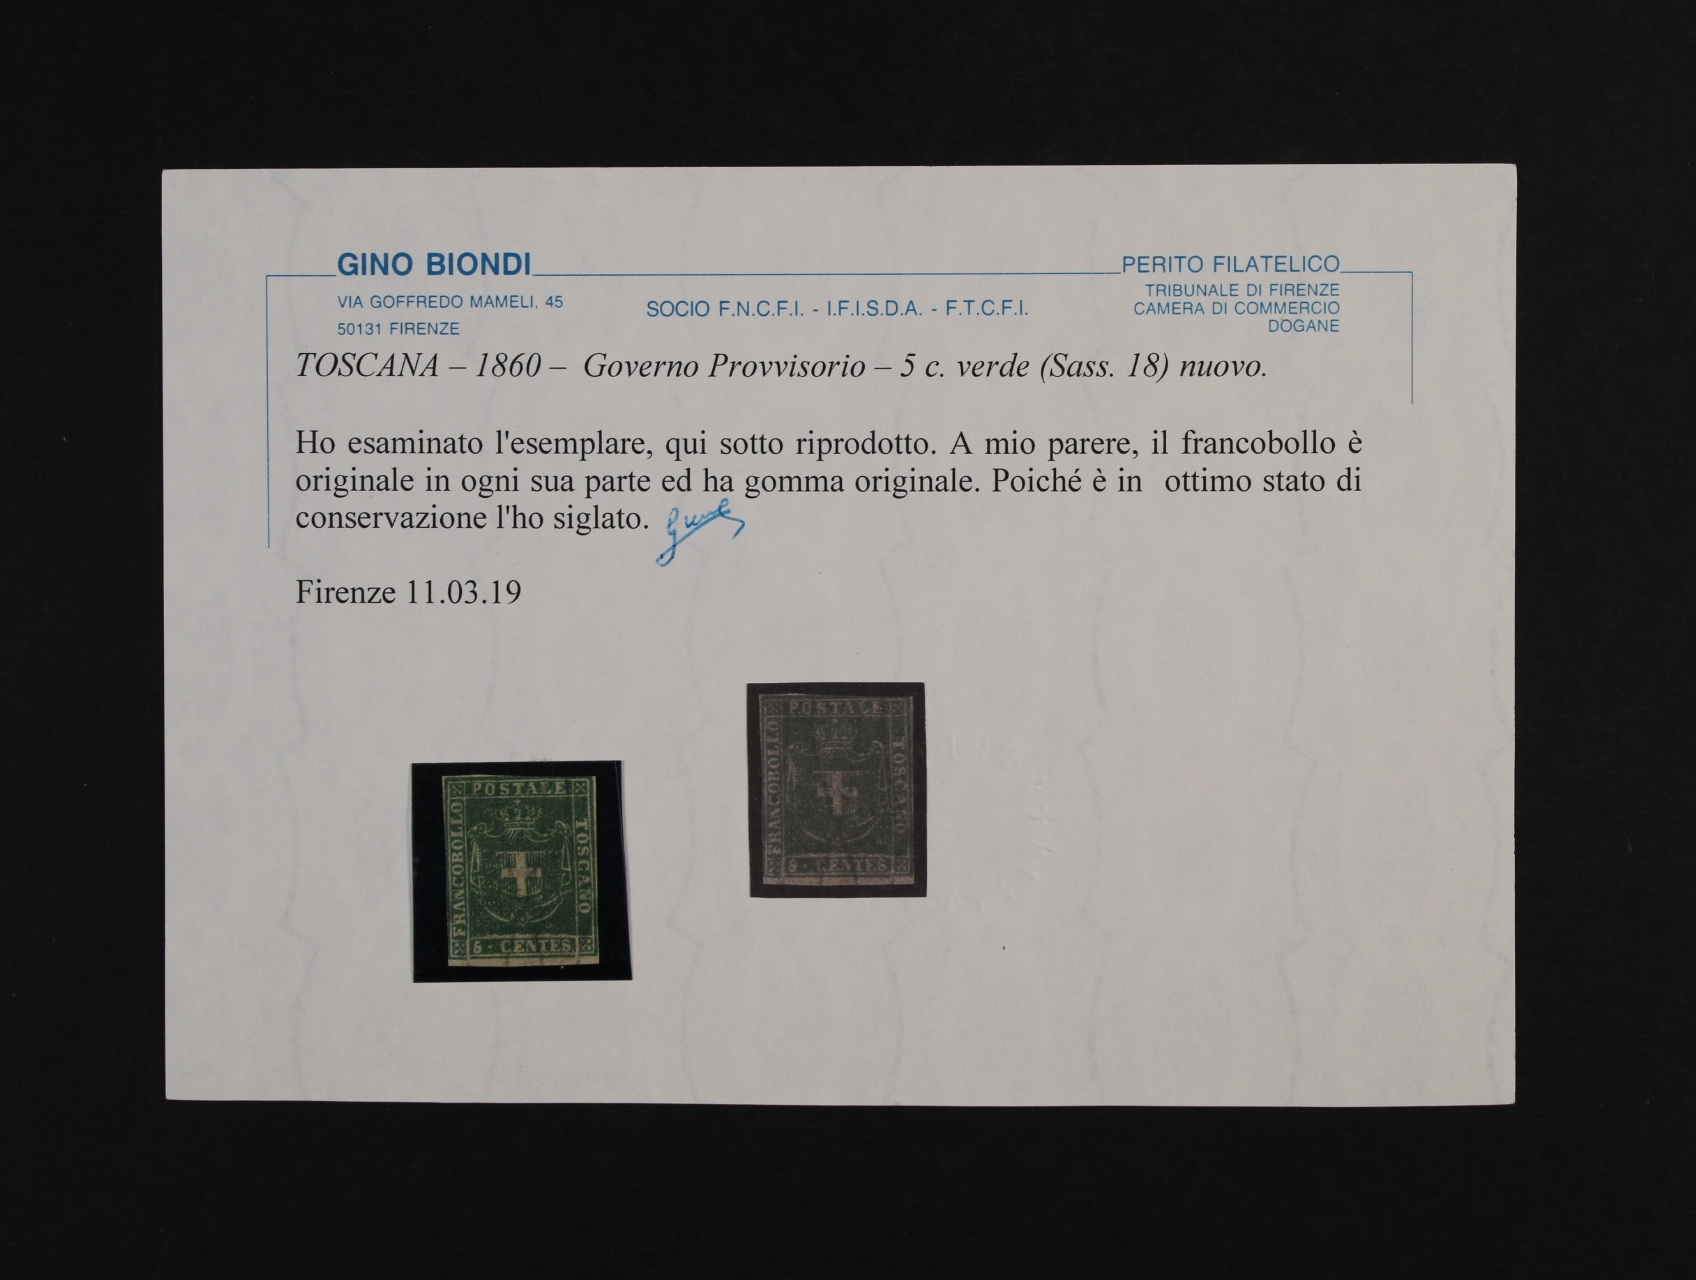 GINO BIONDI
PERITO FILATELICO
VIA GOFFREDO MAMELI, 45
50131 FIRENZE
SOCIO F.N.C.F.I. - I.F.I.S.D.A. - F.T.C.F.I.
TRIBUNALE DI FIRENZE
CAMERA DI COMMERCIO
DOGANE
TOSCANA – 1860 – Governo Provvisorio – 5 c. verde (Sass. 18) nuovo.
Ho esaminato l'esemplare, qui sotto riprodotto. A mio parere, il francobollo è
originale in ogni sua parte ed ha gomma originale. Poiché è in ottimo stato di
conservazione l'ho siglato.
Firenze 11.03.19
POSTALE
FRANCOBOLLO
TOSCANO
5 - CENTES
POSTALE
FRANCOBOLLO
TOSCANO
5 - CENTES